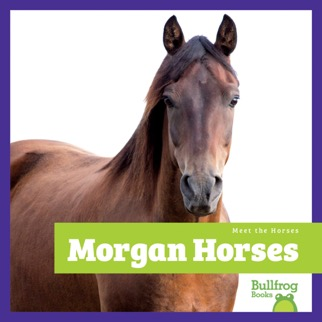 Meet the Horses
Morgan Horses
Bullfrog
Books